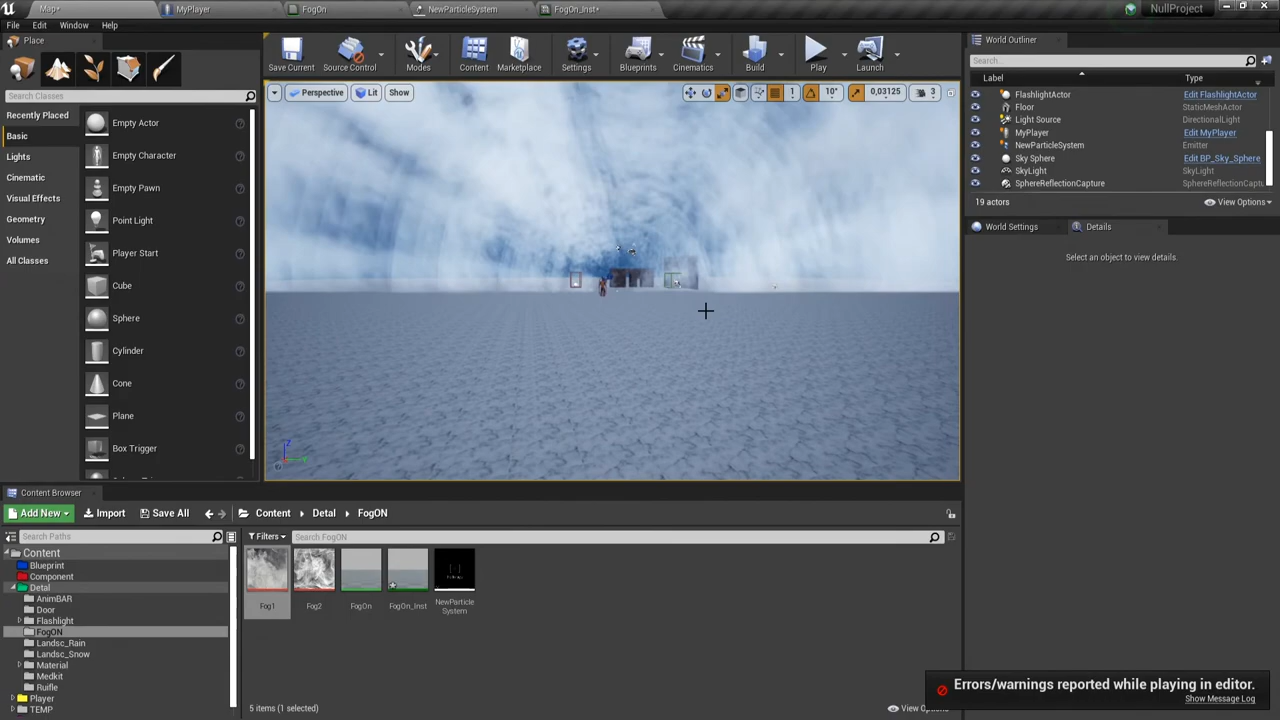 Map*
MyPlayer
FogOn
NewParticleSystem
FogOn_Inst*
NullProject
File Edit Window Help
Place
Search Classes
Recently Placed
Basic
Lights
Cinematic
Visual Effects
Geometry
Volumes
All Classes
Empty Actor
Empty Character
Empty Pawn
Point Light
Player Start
Cube
Sphere
Cylinder
Cone
Plane
Box Trigger
Save Current
Source Control
Modes
Content
Marketplace
Settings
Blueprints
Cinematics
Build
Play
Launch
Perspective
Lit
Show
1
10°
0,03125
3
Z
World Outliner
Search...
Label Type
FlashlightActor Edit FlashlightActor
Floor StaticMeshActor
Light Source DirectionalLight
MyPlayer Edit MyPlayer
NewParticleSystem Emitter
Sky Sphere Edit BP_Sky_Sphere
SkyLight SkyLight
SphereReflectionCapture SphereReflectionCaptu
19 actors
View Options
World Settings
Details
Select an object to view details.
Content Browser
Add New
Import
Save All
Content
Detal
FogON
Search Paths
Filters
Search FogON
Content
Blueprint
Component
Detal
AnimBAR
Door
Flashlight
FogON
Landsc_Rain
Landsc_Snow
Material
Medkit
Ruifle
Player
TEMP
Fog1
Fog2
FogOn
FogOn_Inst
NewParticle
System
5 items (1 selected)
View Options
Errors/warnings reported while playing in editor.
Show Message Log